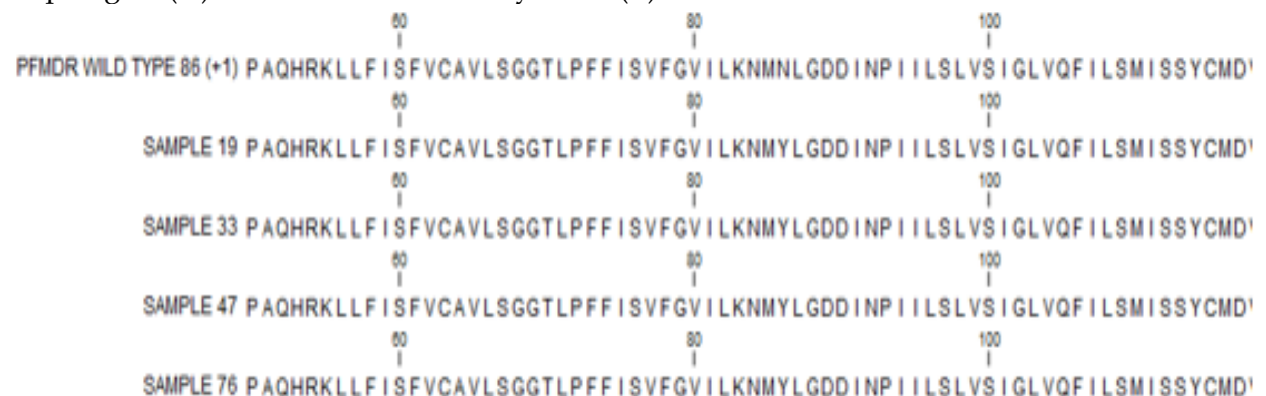 60 80 100
PFMDR WILD TYPE 86 (+1) PAQHRKLLFISFVCAVLSGGTLPFFISVFGVILKNMNLGDDINPIILSLVSIGLVQFILSMISSYCMD
60 80 100
SAMPLE 19 PAQHRKLLFISFVCAVLSGGTLPFFISVFGVILKNMYLGDDINPIILSLVSIGLVQFILSMISSYCMD
60 80 100
SAMPLE 33 PAQHRKLLFISFVCAVLSGGTLPFFISVFGVILKNMYLGDDINPIILSLVSIGLVQFILSMISSYCMD
60 80 100
SAMPLE 47 PAQHRKLLFISFVCAVLSGGTLPFFISVFGVILKNMYLGDDINPIILSLVSIGLVQFILSMISSYCMD
60 80 100
SAMPLE 76 PAQHRKLLFISFVCAVLSGGTLPFFISVFGVILKNMYLGDDINPIILSLVSIGLVQFILSMISSYCMD